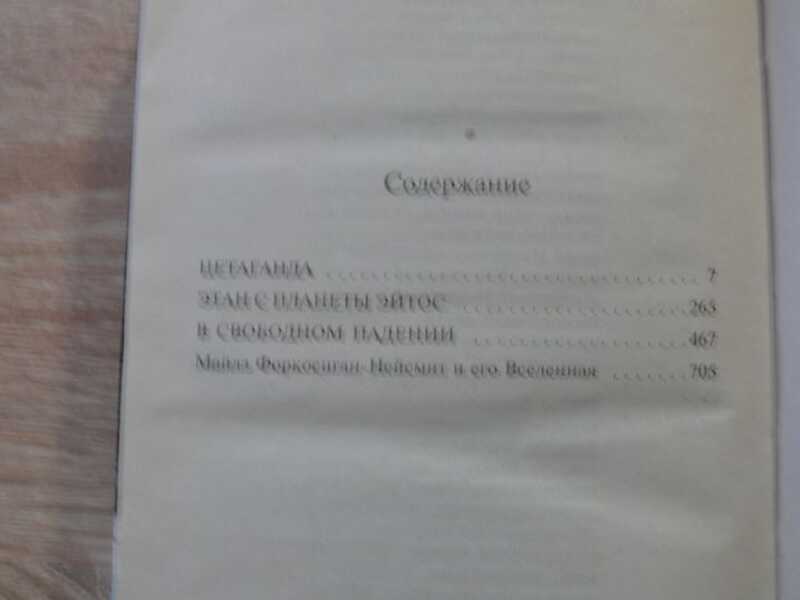 Содержание
ЦЕТАГАНДА 7
ЭТАН С ПЛАНЕТЫ ЭЙТОС 265
В СВОБОДНОМ ПАДЕНИИ 467
Майлз Форкосиган-Нейсмит и его Вселенная 705